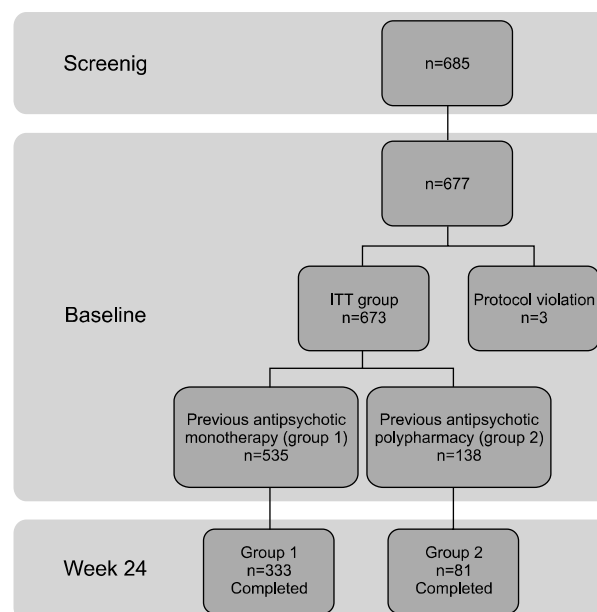 Screenig
n=685
n=677
Baseline
ITT group
n=673
Protocol violation
n=3
Previous antipsychotic
monotherapy (group 1)
n=535
Previous antipsychotic
polypharmacy (group 2)
n=138
Week 24
Group 1
n=333
Completed
Group 2
n=81
Completed